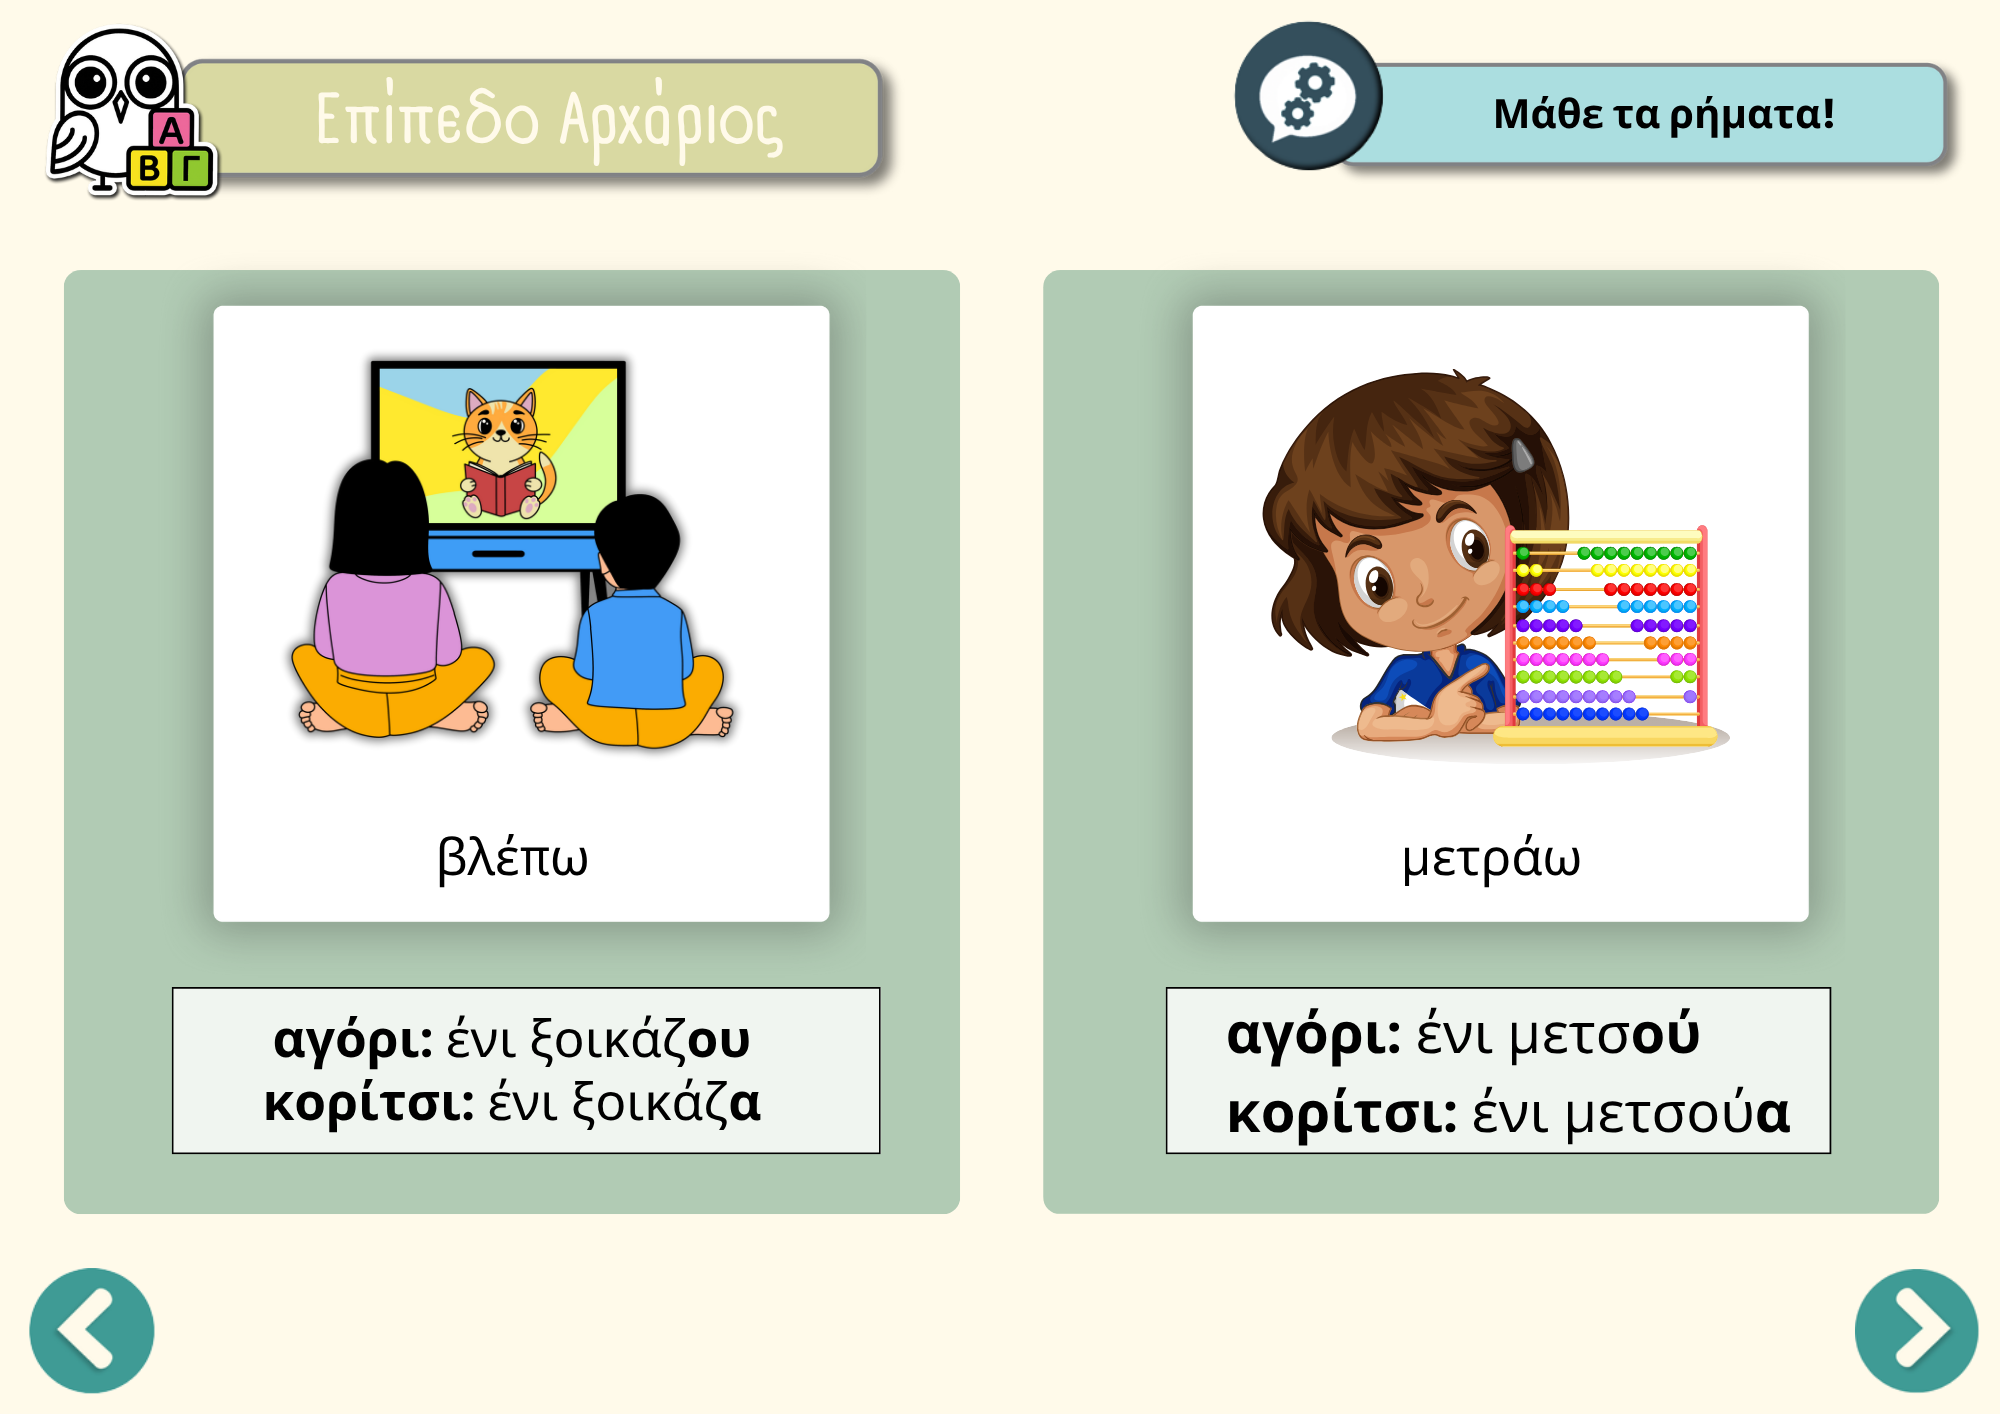 Α
Β Γ
Επίπεδο Αρχάριος
Μάθε τα ρήματα!
βλέπω
αγόρι: ένι ξοικάζου
κορίτσι: ένι ξοικάζα
μετράω
αγόρι: ένι μετσού
κορίτσι: ένι μετσούα